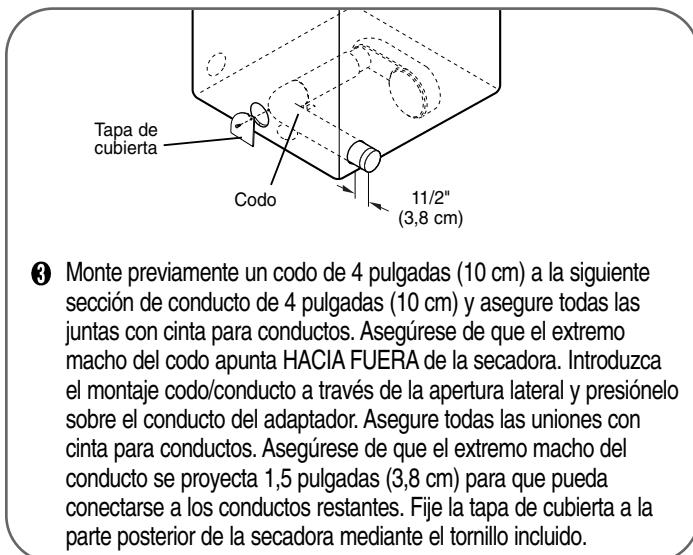 Tapa de
cubierta
Codo
11/2"
(3,8 cm)
❸ Monte previamente un codo de 4 pulgadas (10 cm) a la siguiente
sección de conducto de 4 pulgadas (10 cm) y asegure todas las
juntas con cinta para conductos. Asegúrese de que el extremo
macho del codo apunta HACIA FUERA de la secadora. Introduzca
el montaje codo/conducto a través de la apertura lateral y presiónelo
sobre el conducto del adaptador. Asegure todas las uniones con
cinta para conductos. Asegúrese de que el extremo macho del
conducto se proyecta 1,5 pulgadas (3,8 cm) para que pueda
conectarse a los conductos restantes. Fije la tapa de cubierta a la
parte posterior de la secadora mediante el tornillo incluido.